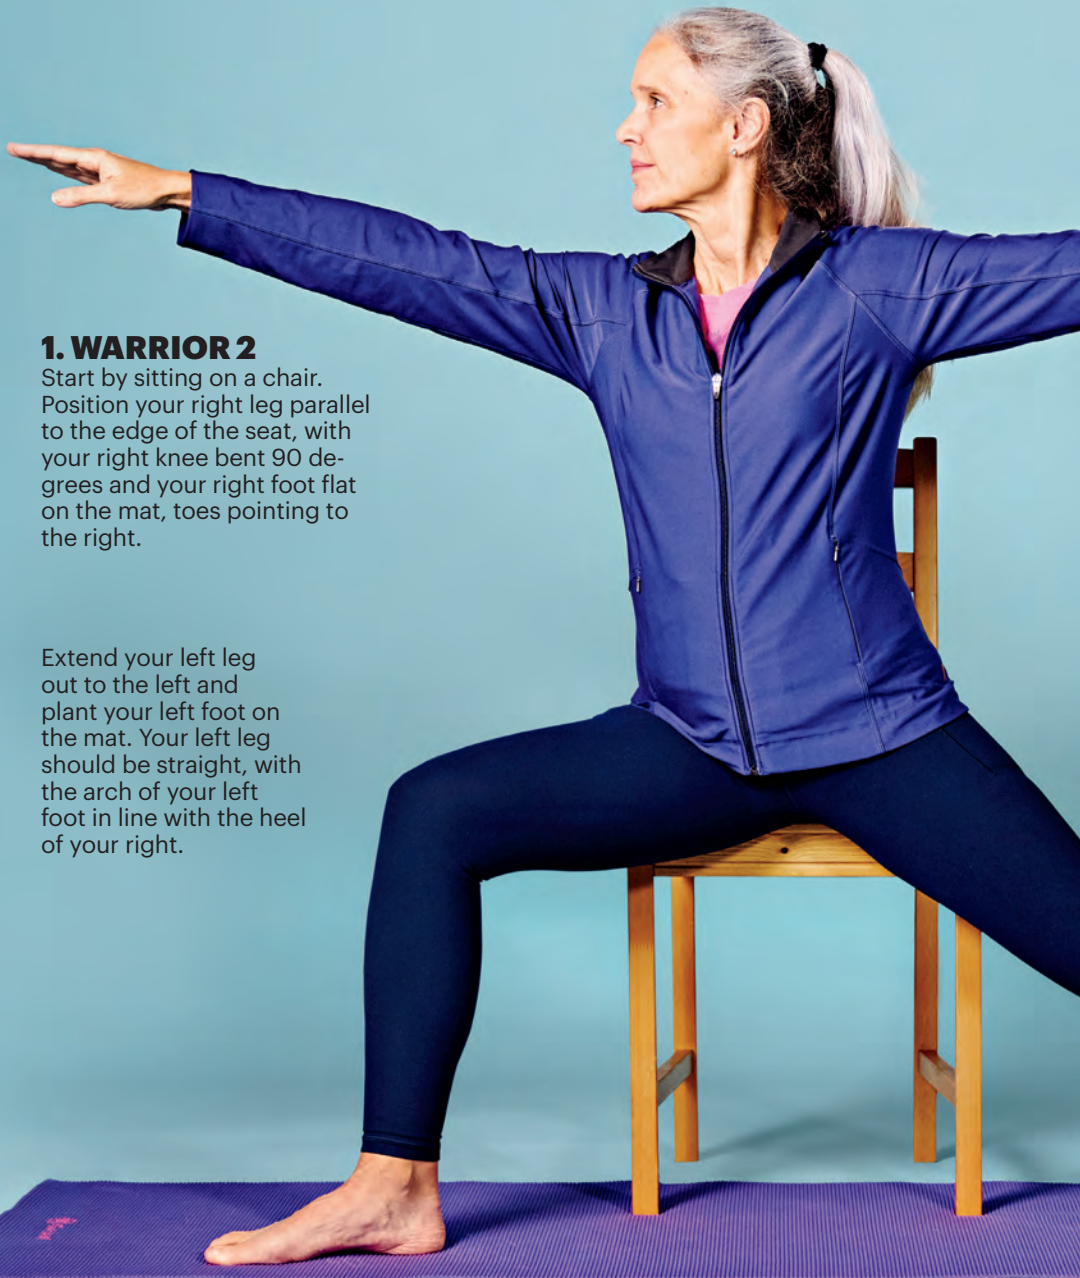 1. WARRIOR 2
Start by sitting on a chair.
Position your right leg parallel
to the edge of the seat, with
your right knee bent 90 de-
grees and your right foot flat
on the mat, toes pointing to
the right.
Extend your left leg
out to the left and
plant your left foot on
the mat. Your left leg
should be straight, with
the arch of your left
foot in line with the heel
of your right.